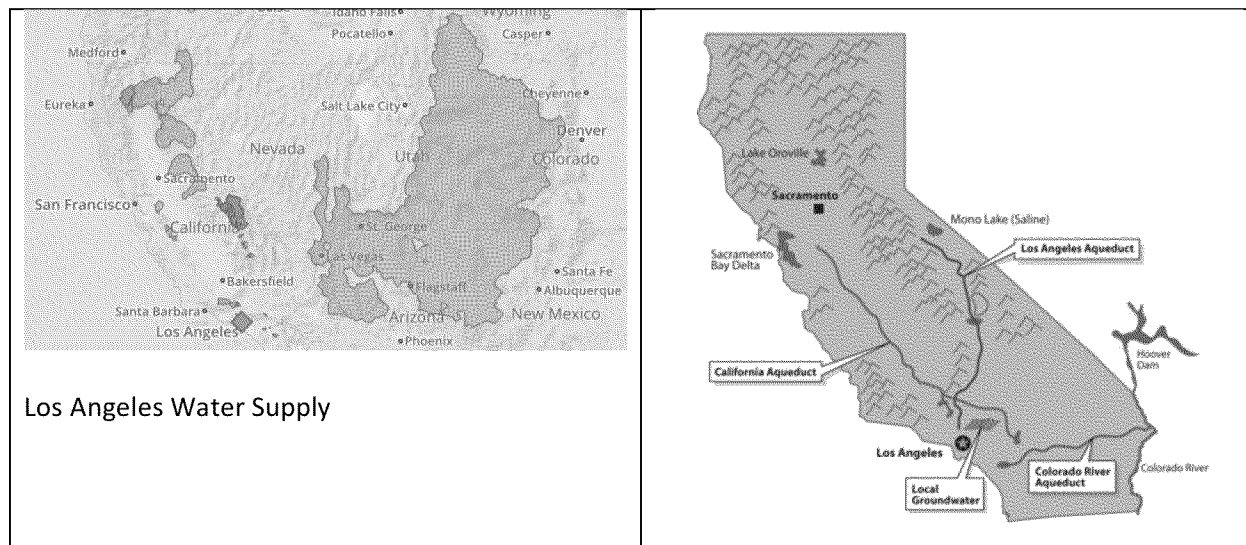 Idaho Falls
Wyoming
Pocatello
Casper
Medford
Eureka
Salt Lake City
Cheyenne
Denver
Nevada
Utah
Colorado
Sacramento
San Francisco
California
St. George
Bakersfield
Santa Fe
Flagstaff
Albuquerque
Santa Barbara
Los Angeles
Arizona
New Mexico
Phoenix
Los Angeles Water Supply
Lake Oroville
Sacramento
Mono Lake (Saline)
Los Angeles Aqueduct
Sacramento
Bay Delta
Hoover
Dam
California Aqueduct
Los Angeles
Colorado River
Aqueduct
Colorado River
Local
Groundwater